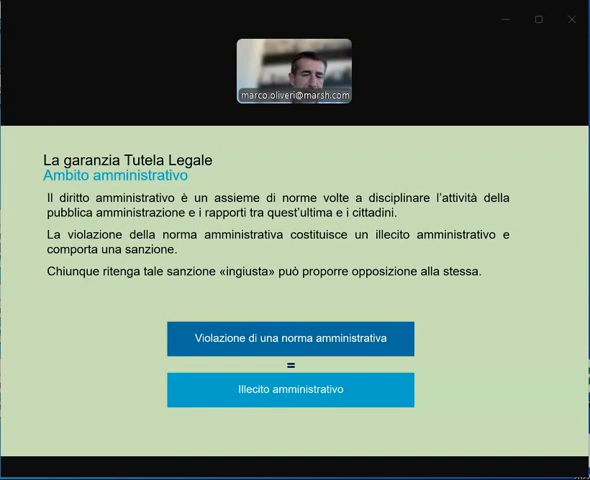 marco.oliveri@marsh.com
La garanzia Tutela Legale
Ambito amministrativo
Il diritto amministrativo è un assieme di norme volte a disciplinare l'attività della
pubblica amministrazione e i rapporti tra quest'ultima e i cittadini.
La violazione della norma amministrativa costituisce un illecito amministrativo e
comporta una sanzione.
Chiunque ritenga tale sanzione «ingiusta» può proporre opposizione alla stessa.
Violazione di una norma amministrativa
=
Illecito amministrativo